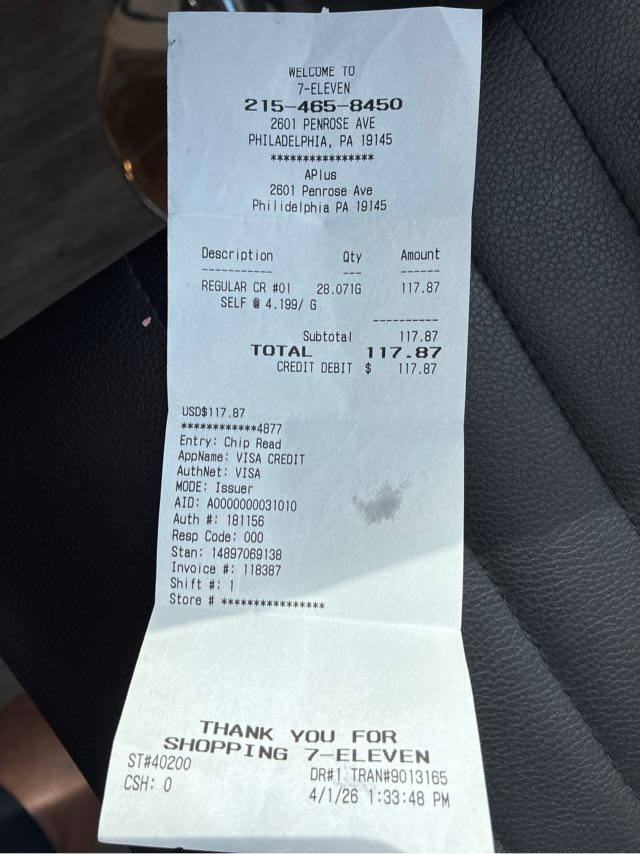 WELCOME TO
7-ELEVEN
215-465-8450
2601 PENROSE AVE
PHILADELPHIA, PA 19145
****************
APlus
2601 Penrose Ave
Philidelphia PA 19145
Description Qty Amount
----------- --- ------
REGULAR CR #01 28.071G 117.87
SELF @ 4.199/ G
----------
Subtotal 117.87
TOTAL 117.87
CREDIT DEBIT $ 117.87
USD$117.87
************4877
Entry: Chip Read
AppName: VISA CREDIT
AuthNet: VISA
MODE: Issuer
AID: A0000000031010
Auth #: 181156
Resp Code: 000
Stan: 14897069138
Invoice #: 118387
Shift #: 1
Store # ****************
THANK YOU FOR
SHOPPING 7-ELEVEN
ST#40200 DR#1 TRAN#9013165
CSH: 0 4/1/26 1:33:48 PM